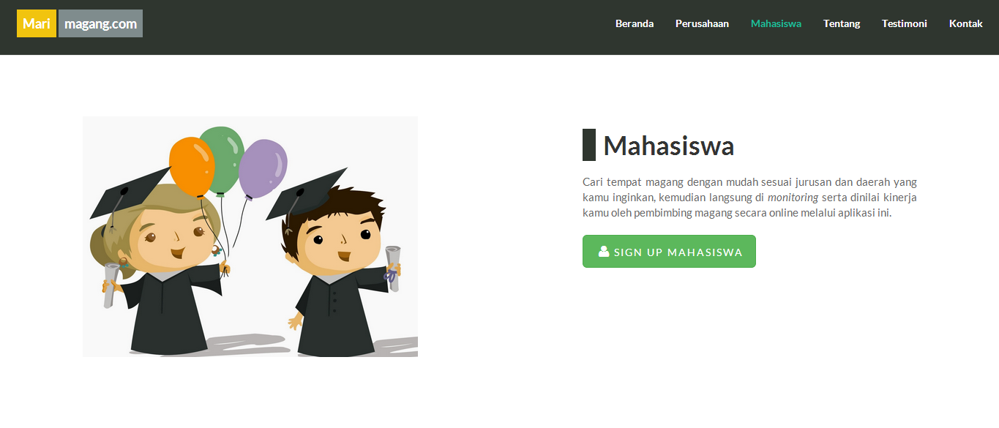 Mari magang.com
Beranda Perusahaan Mahasiswa Tentang Testimoni Kontak
Mahasiswa
Cari tempat magang dengan mudah sesuai jurusan dan daerah yang
kamu inginkan, kemudian langsung di monitoring serta dinilai kinerja
kamu oleh pembimbing magang secara online melalui aplikasi ini.
SIGN UP MAHASISWA